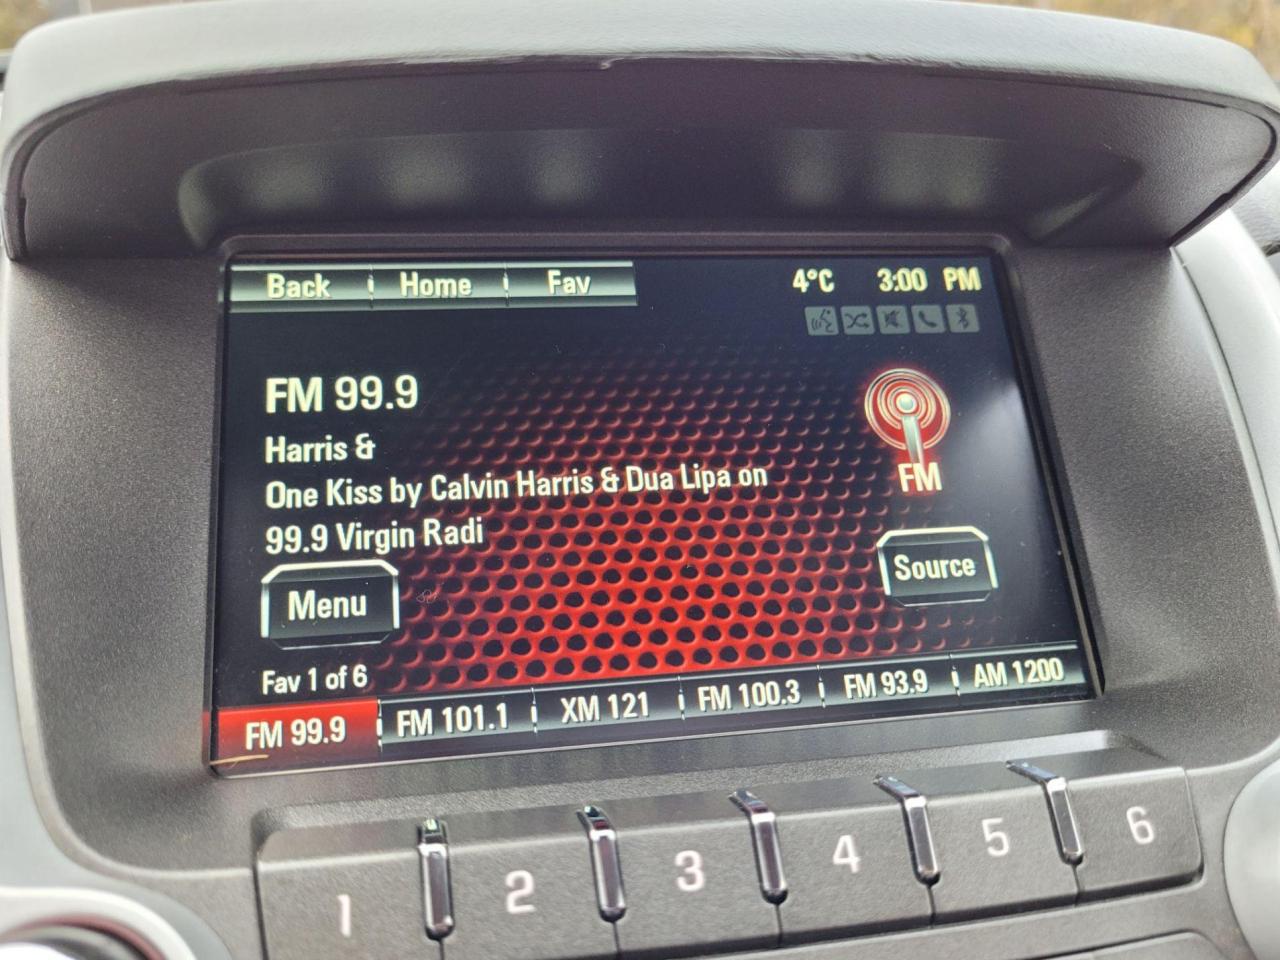 Back Home Fav 4°C 3:00 PM
FM 99.9
Harris &
One Kiss by Calvin Harris & Dua Lipa on
99.9 Virgin Radi
FM
Menu Source
Fav 1 of 6
FM 99.9 FM 101.1 XM 121 FM 100.3 FM 93.9 AM 1200
1 2 3 4 5 6